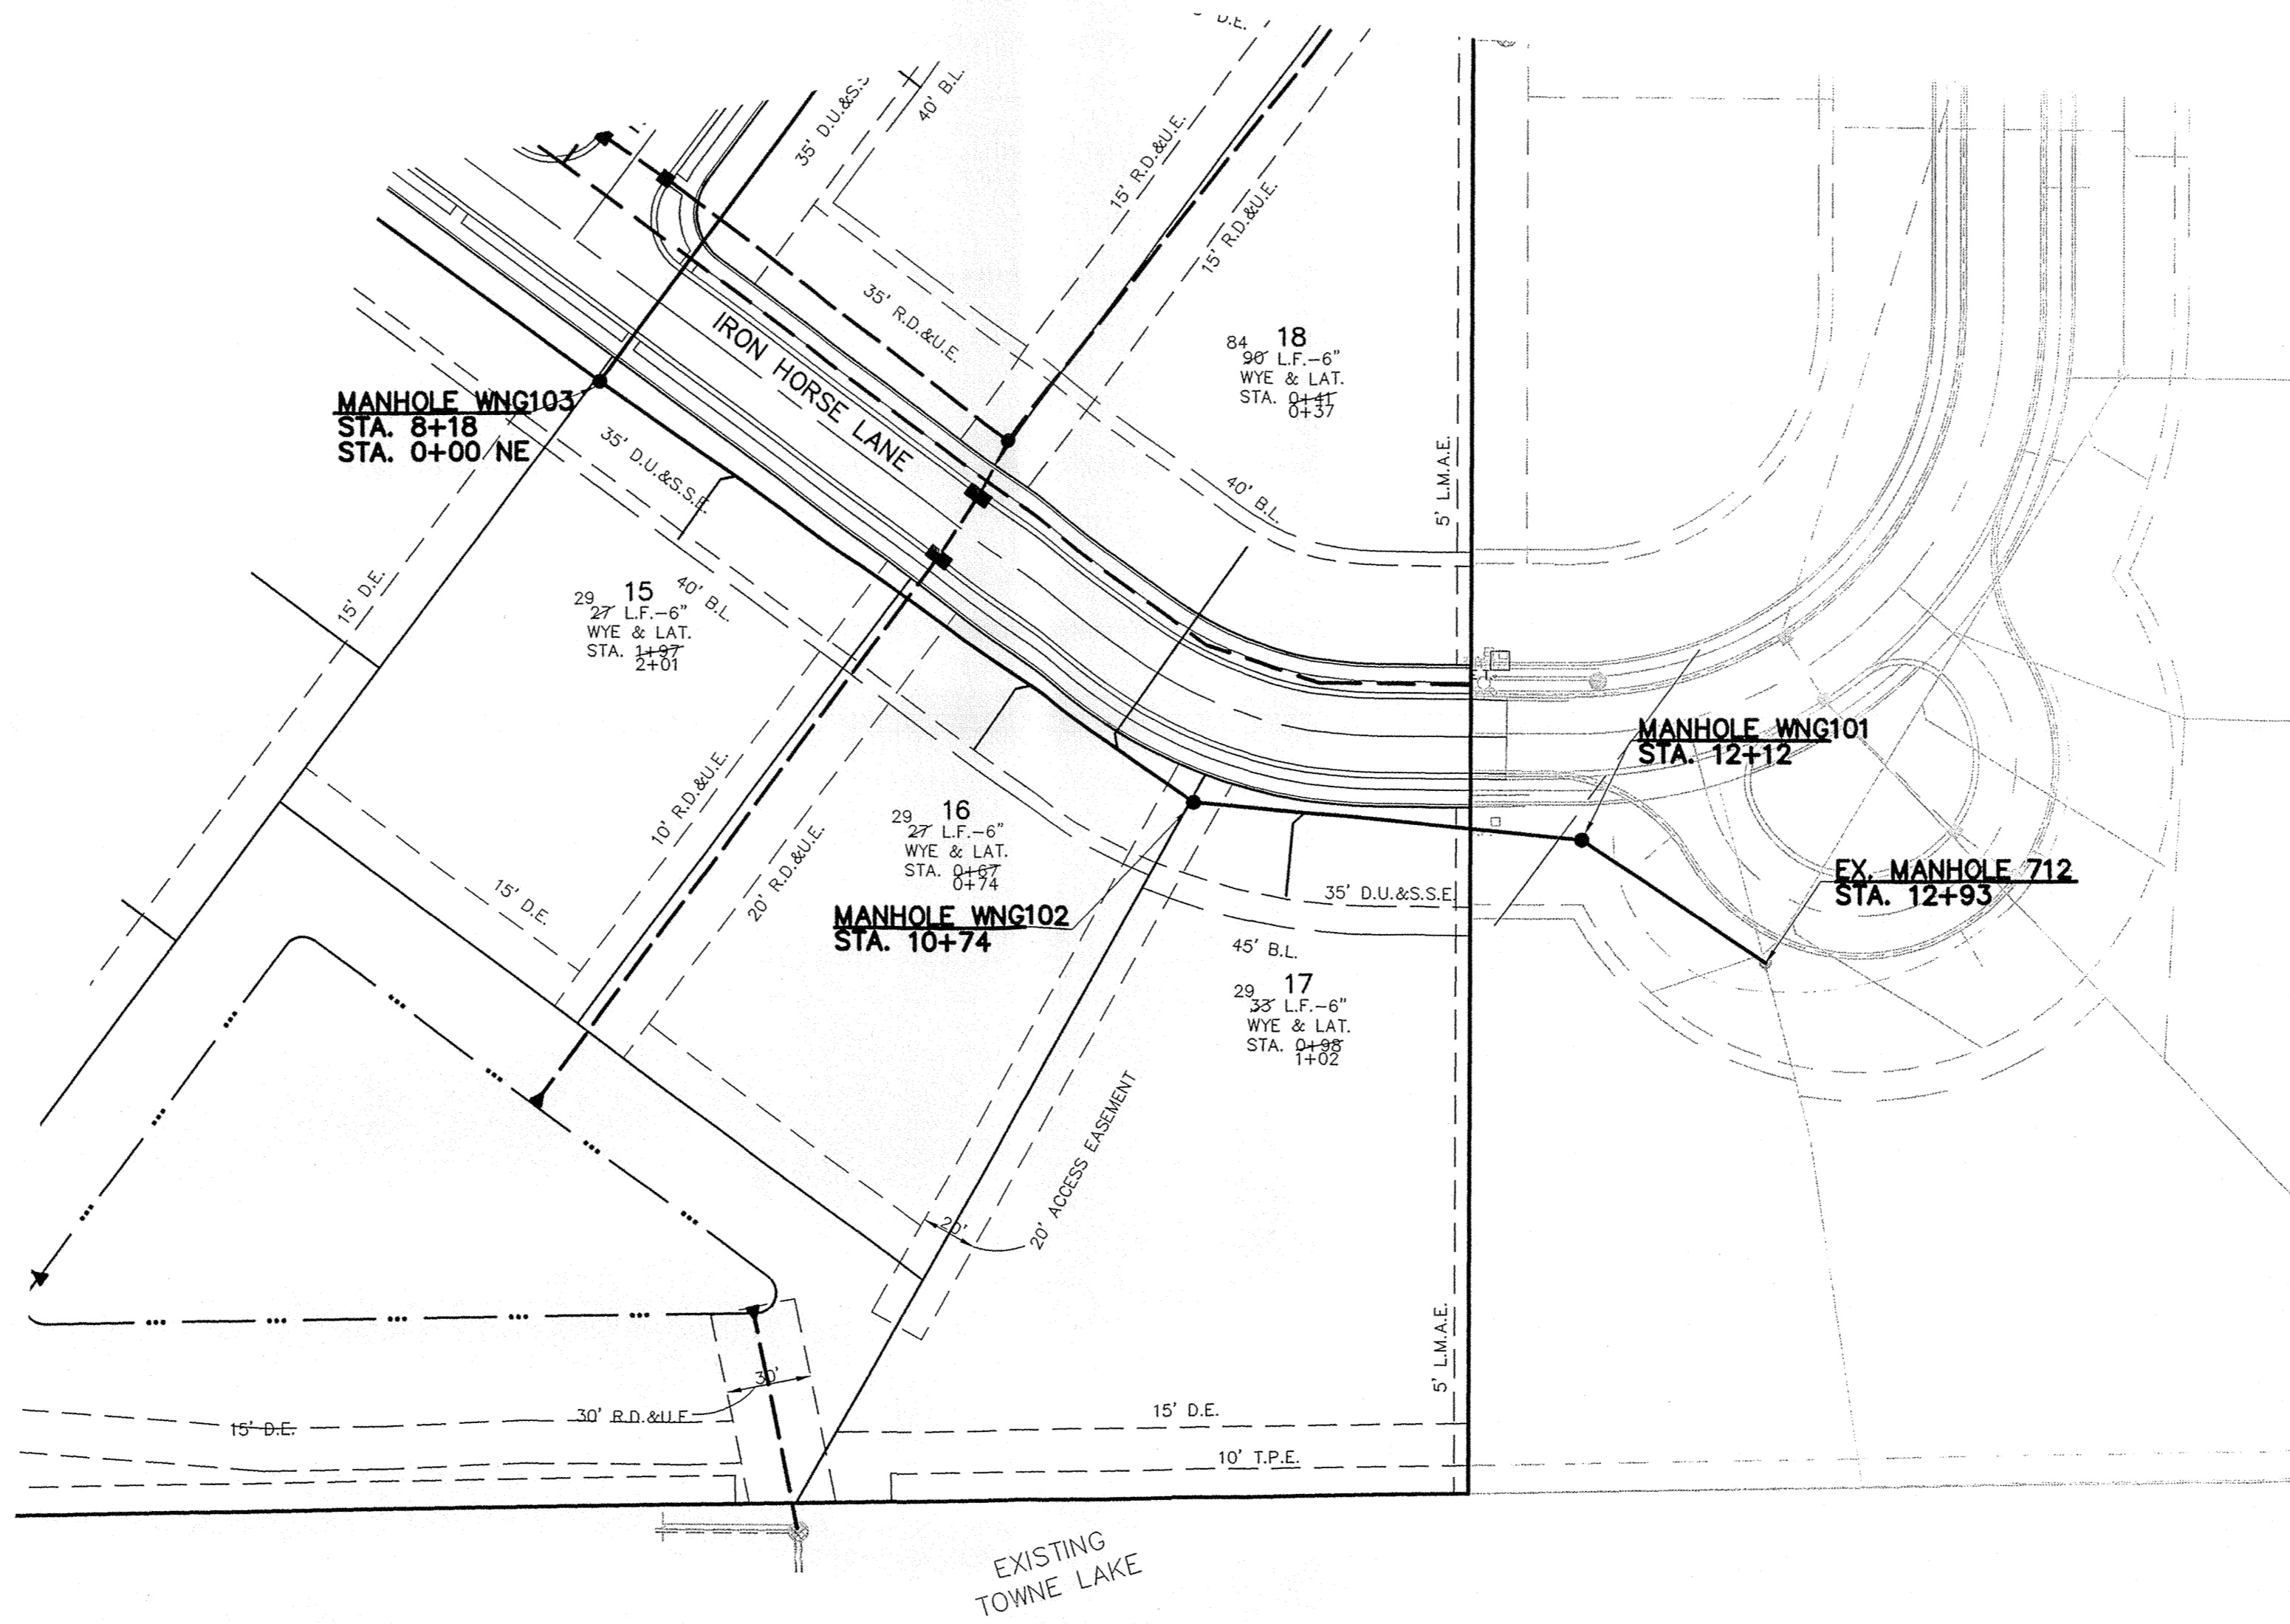 D.E.
35' D.U.&S.S
40' B.L.
15' R.D.&U.E.
15' R.D.&U.E.
35' R.D.&U.E.
IRON HORSE LANE
18
84
90 L.F.-6"
WYE & LAT.
STA. 0+41
0+37
MANHOLE WNG103
STA. 8+18
STA. 0+00 NE
35' D.U.&S.S.E.
40' B.L.
5' L.M.A.E.
15' D.E.
15
29
27 L.F.-6"
WYE & LAT.
STA. 1+97
2+01
40' B.L.
MANHOLE WNG101
STA. 12+12
10' R.D.&U.E.
20' R.D.&U.E.
16
29
27 L.F.-6"
WYE & LAT.
STA. 0+67
0+74
EX. MANHOLE 712
STA. 12+93
15' D.E.
35' D.U.&S.S.E.
MANHOLE WNG102
STA. 10+74
45' B.L.
17
29
33 L.F.-6"
WYE & LAT.
STA. 0+98
1+02
20' ACCESS EASEMENT
20'
5' L.M.A.E.
30'
30' R.D.&U.E.
15' D.E.
15' D.E.
10' T.P.E.
EXISTING
TOWNE LAKE